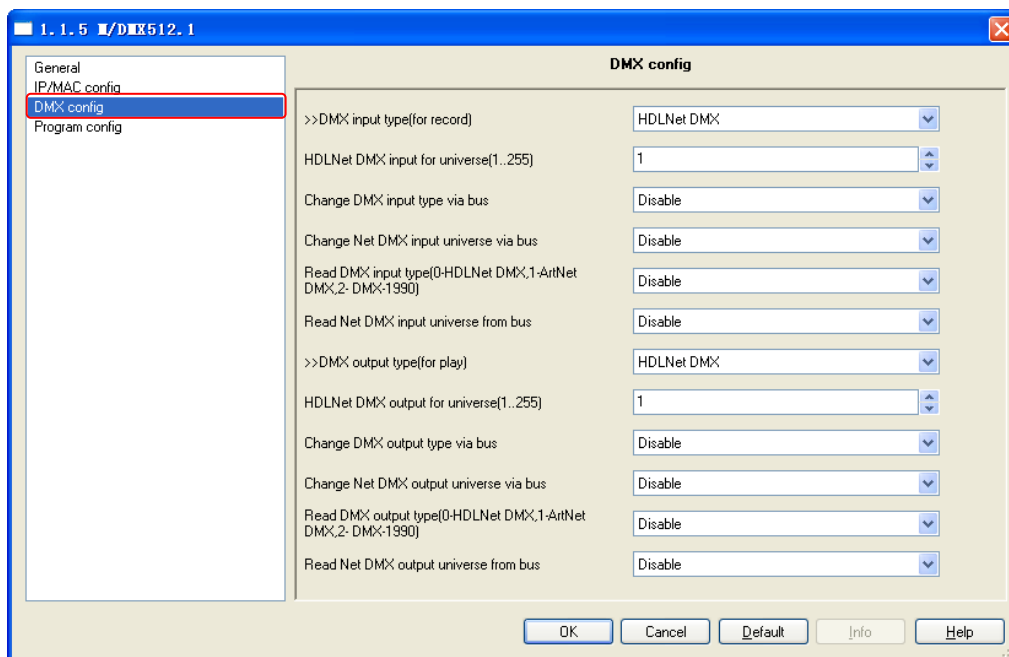 1.1.5 M/DMX512.1
General
IP/MAC config
DMX config
Program config
DMX config
>>DMX input type(for record) HDLNet DMX
HDLNet DMX input for universe(1..255) 1
Change DMX input type via bus Disable
Change Net DMX input universe via bus Disable
Read DMX input type(0-HDLNet DMX,1-ArtNet
DMX,2- DMX-1990) Disable
Read Net DMX input universe from bus Disable
>>DMX output type(for play) HDLNet DMX
HDLNet DMX output for universe(1..255) 1
Change DMX output type via bus Disable
Change Net DMX output universe via bus Disable
Read DMX output type(0-HDLNet DMX,1-ArtNet
DMX,2- DMX-1990) Disable
Read Net DMX output universe from bus Disable
OK Cancel Default Info Help